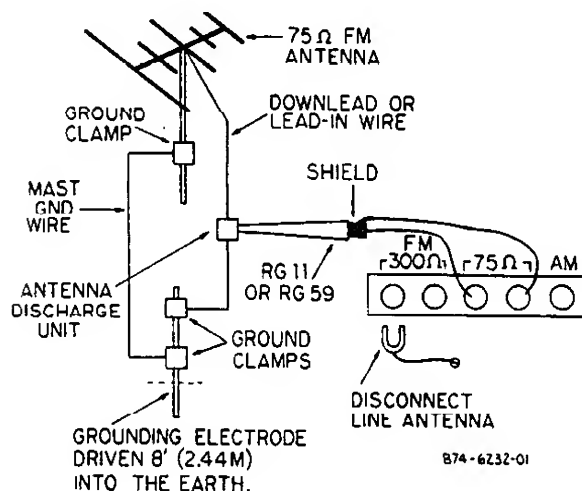 75Ω FM
ANTENNA
GROUND
CLAMP
DOWNLEAD OR
LEAD-IN WIRE
MAST
GND
WIRE
SHIELD
FM
300Ω
75Ω
AM
RG 11
OR RG 59
ANTENNA
DISCHARGE
UNIT
GROUND
CLAMPS
DISCONNECT
LINE ANTENNA
GROUNDING ELECTRODE
DRIVEN 8' (2.44M)
INTO THE EARTH.
B74-6232-01